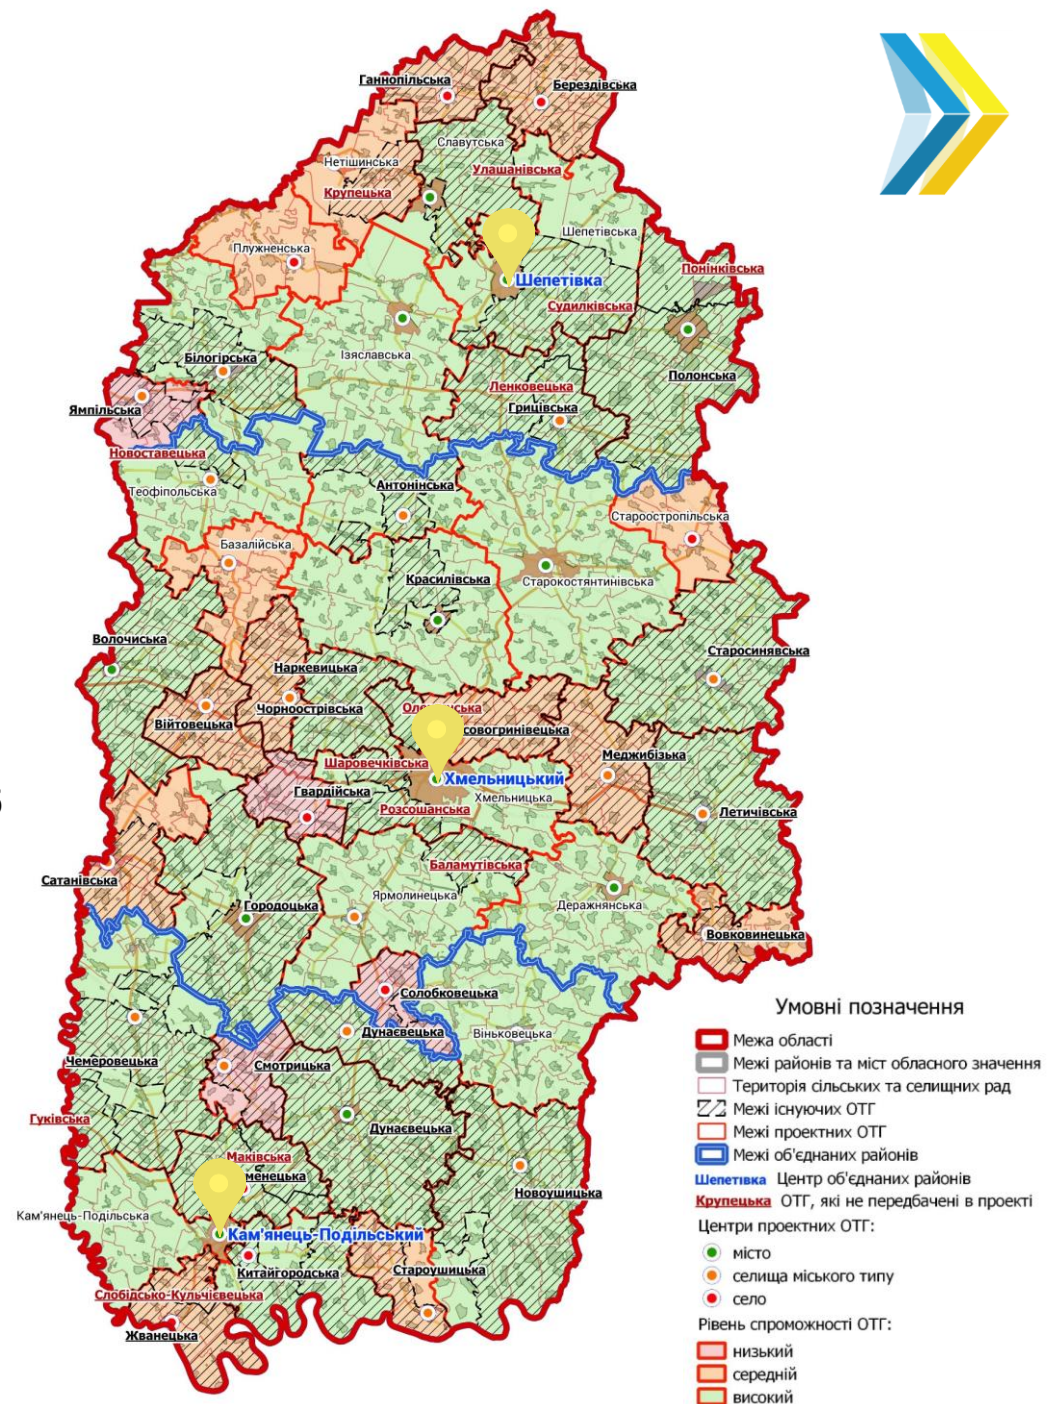 Ганнопільська
Берездівська
Славутська
Нетішинська
Улашанівська
Крупецька
Шепетівська
Плужненська
Понінківська
Шепетівка
Судилківська
Ізяславська
Білогірська
Полонська
Ленковецька
Грицівська
Ямпільська
Новоставецька
Антонінська
Теофіпольська
Староостропільська
Базалійська
Красилівська
Старокостянтинівська
Волочиська
Старосинявська
Наркевицька
Чорноострівська
Війтовецька
совогринівецька
Меджибізька
Шаровечківська
Хмельницький
Гвардійська
Хмельницька
Розсошанська
Летичівська
Баламутівська
Сатанівська
Ярмолинецька
Деражнянська
Городоцька
Вовковинецька
Солобковецька
Дунаєвецька
Віньковецька
Чемеровецька
Смотрицька
Гуківська
Дунаєвецька
Маківська
менецька
Новоушицька
Кам'янець-Подільська
Кам'янець-Подільський
Китайгородська
Староушицька
Слобідсько-Кульчієвецька
Жванецька
Умовні позначення
Межа області
Межі районів та міст обласного значення
Територія сільських та селищних рад
Межі існуючих ОТГ
Межі проектних ОТГ
Межі об'єднаних районів
Шепетівка Центр об'єднаних районів
Крупецька ОТГ, які не передбачені в проекті
Центри проектних ОТГ:
місто
селища міського типу
село
Рівень спроможності ОТГ:
низький
середній
високий